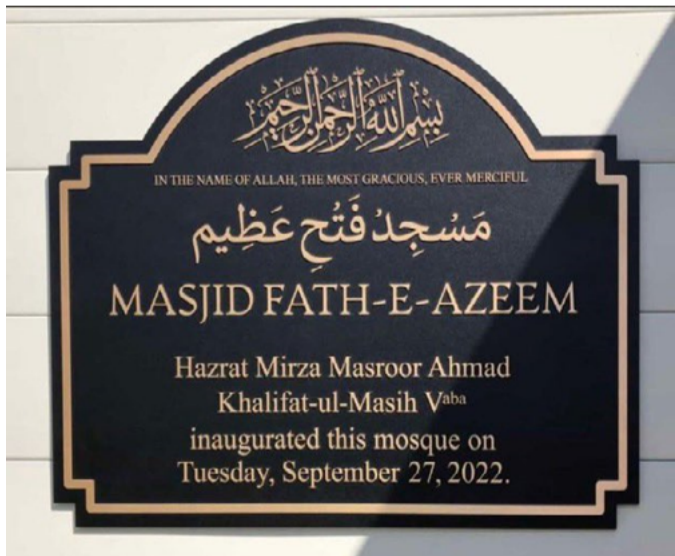 بِسْمِ اللّٰهِ الرَّحْمٰنِ الرَّحِيْمِ
IN THE NAME OF ALLAH, THE MOST GRACIOUS, EVER MERCIFUL
مَسْجِدُ فَتْحِ عَظِيم
MASJID FATH-E-AZEEM
Hazrat Mirza Masroor Ahmad
Khalifat-ul-Masih Vᵃᵇᵃ
inaugurated this mosque on
Tuesday, September 27, 2022.